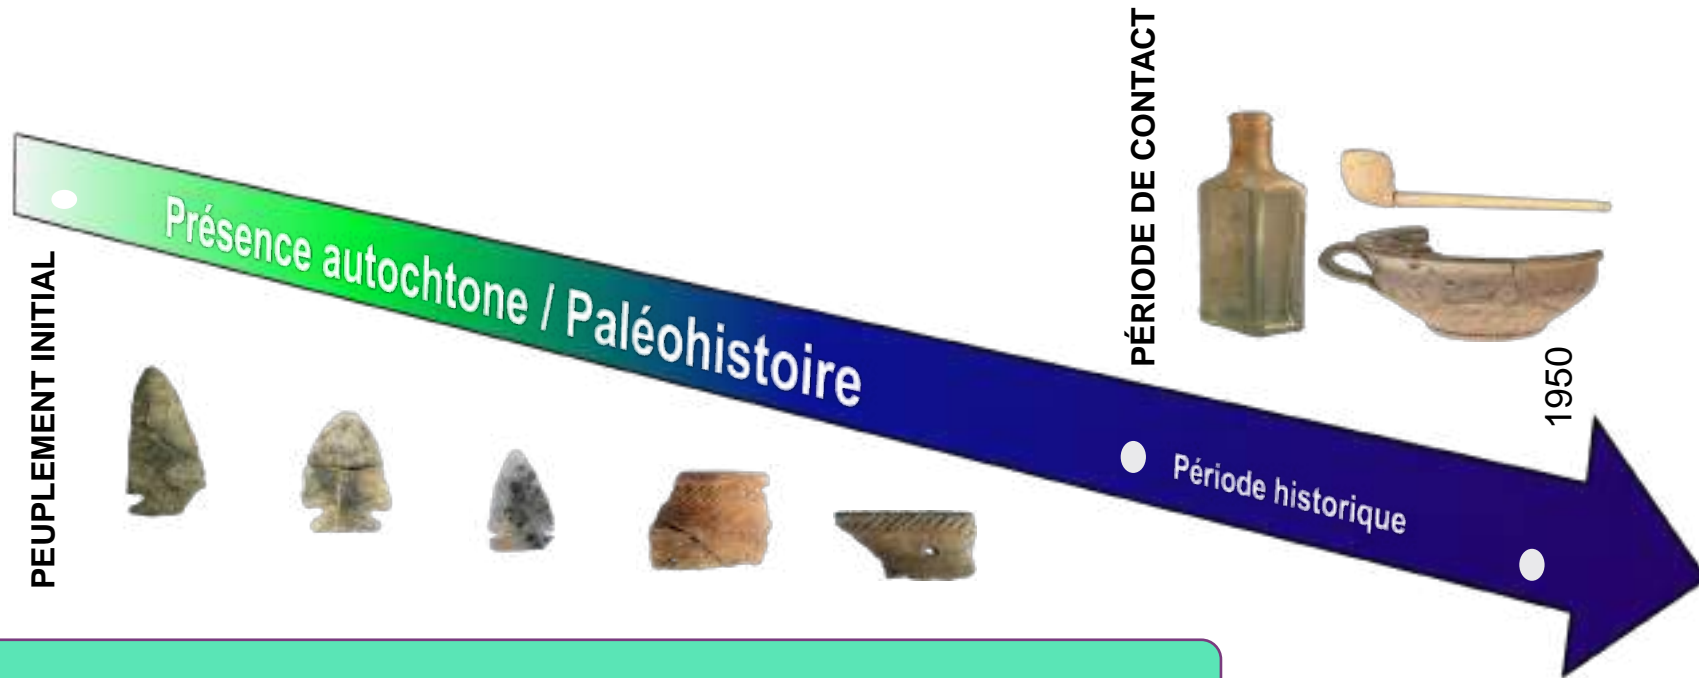 PEUPLEMENT INITIAL
Présence autochtone / Paléohistoire
PÉRIODE DE CONTACT
Période historique
1950